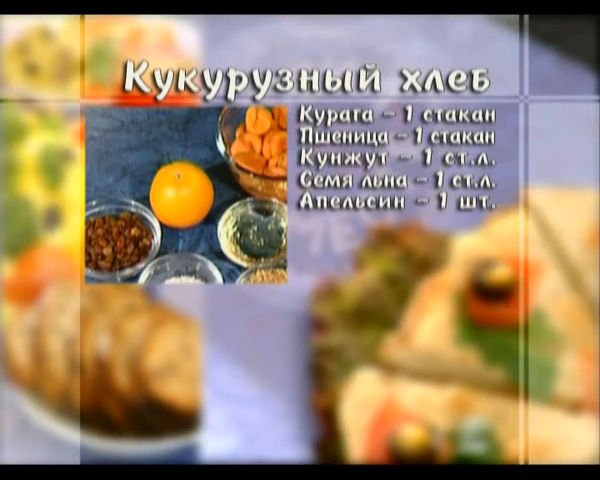 Кукурузный хлеб
Курага - 1 стакан
Пшеница - 1 стакан
Кунжут - 1 ст.л.
Семя льна - 1 ст.л.
Апельсин - 1 шт.